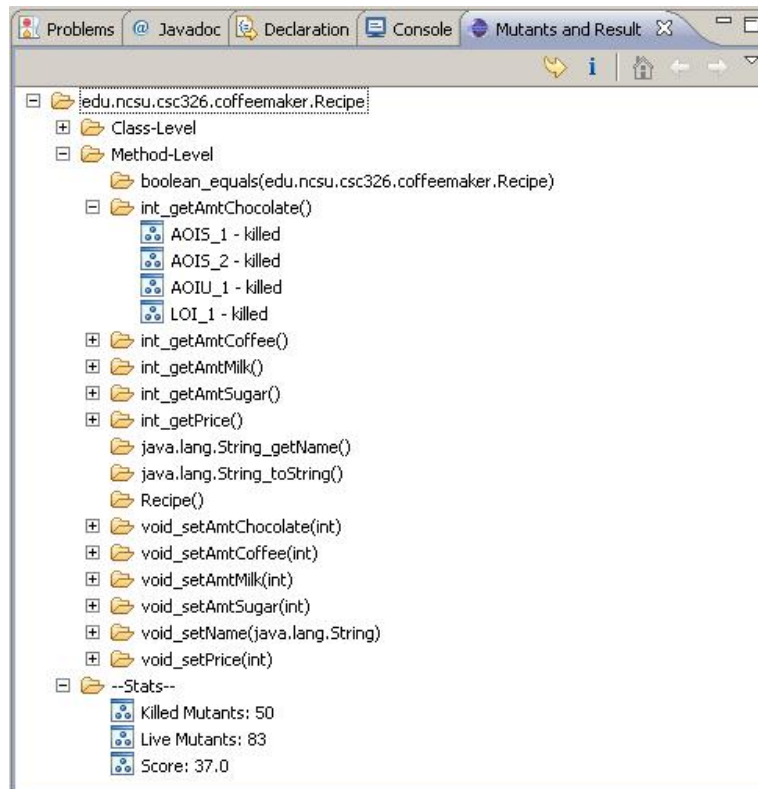 Problems @ Javadoc Declaration Console Mutants and Result
edu.ncsu.csc326.coffeemaker.Recipe
Class-Level
Method-Level
boolean_equals(edu.ncsu.csc326.coffeemaker.Recipe)
int_getAmtChocolate()
AOIS_1 - killed
AOIS_2 - killed
AOIU_1 - killed
LOI_1 - killed
int_getAmtCoffee()
int_getAmtMilk()
int_getAmtSugar()
int_getPrice()
java.lang.String_getName()
java.lang.String_toString()
Recipe()
void_setAmtChocolate(int)
void_setAmtCoffee(int)
void_setAmtMilk(int)
void_setAmtSugar(int)
void_setName(java.lang.String)
void_setPrice(int)
--Stats--
Killed Mutants: 50
Live Mutants: 83
Score: 37.0